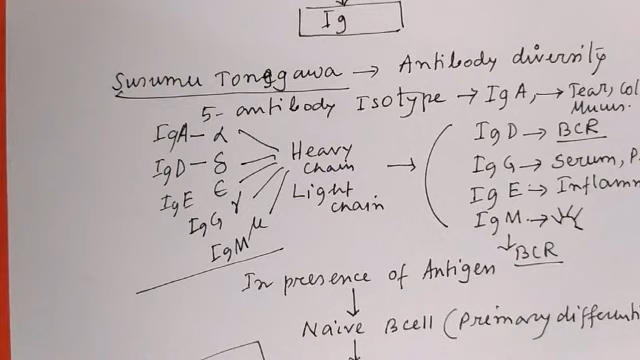 Ig
Susumu Tonegawa → Antibody diversity
5- antibody Isotype → IgA, → Tear, Col
Mucus.
IgA - α
IgD - δ
IgE ϵ
IgG γ
IgM μ
Heavy
chain
Light
chain
IgD → BCR
IgG → Serum, P
IgE → Inflamm
IgM →
BCR
In presence of Antigen
Naive B cell (Primary differenti